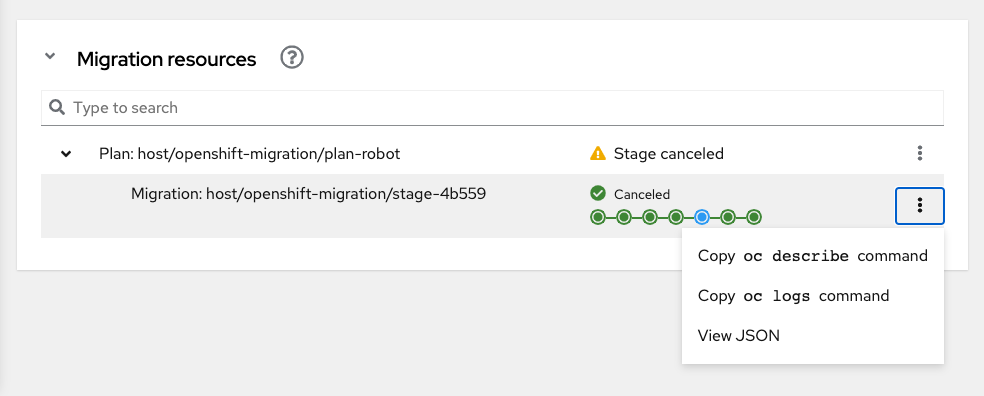 Migration resources
Type to search
Plan: host/openshift-migration/plan-robot Stage canceled
Migration: host/openshift-migration/stage-4b559 Canceled
Copy oc describe command
Copy oc logs command
View JSON